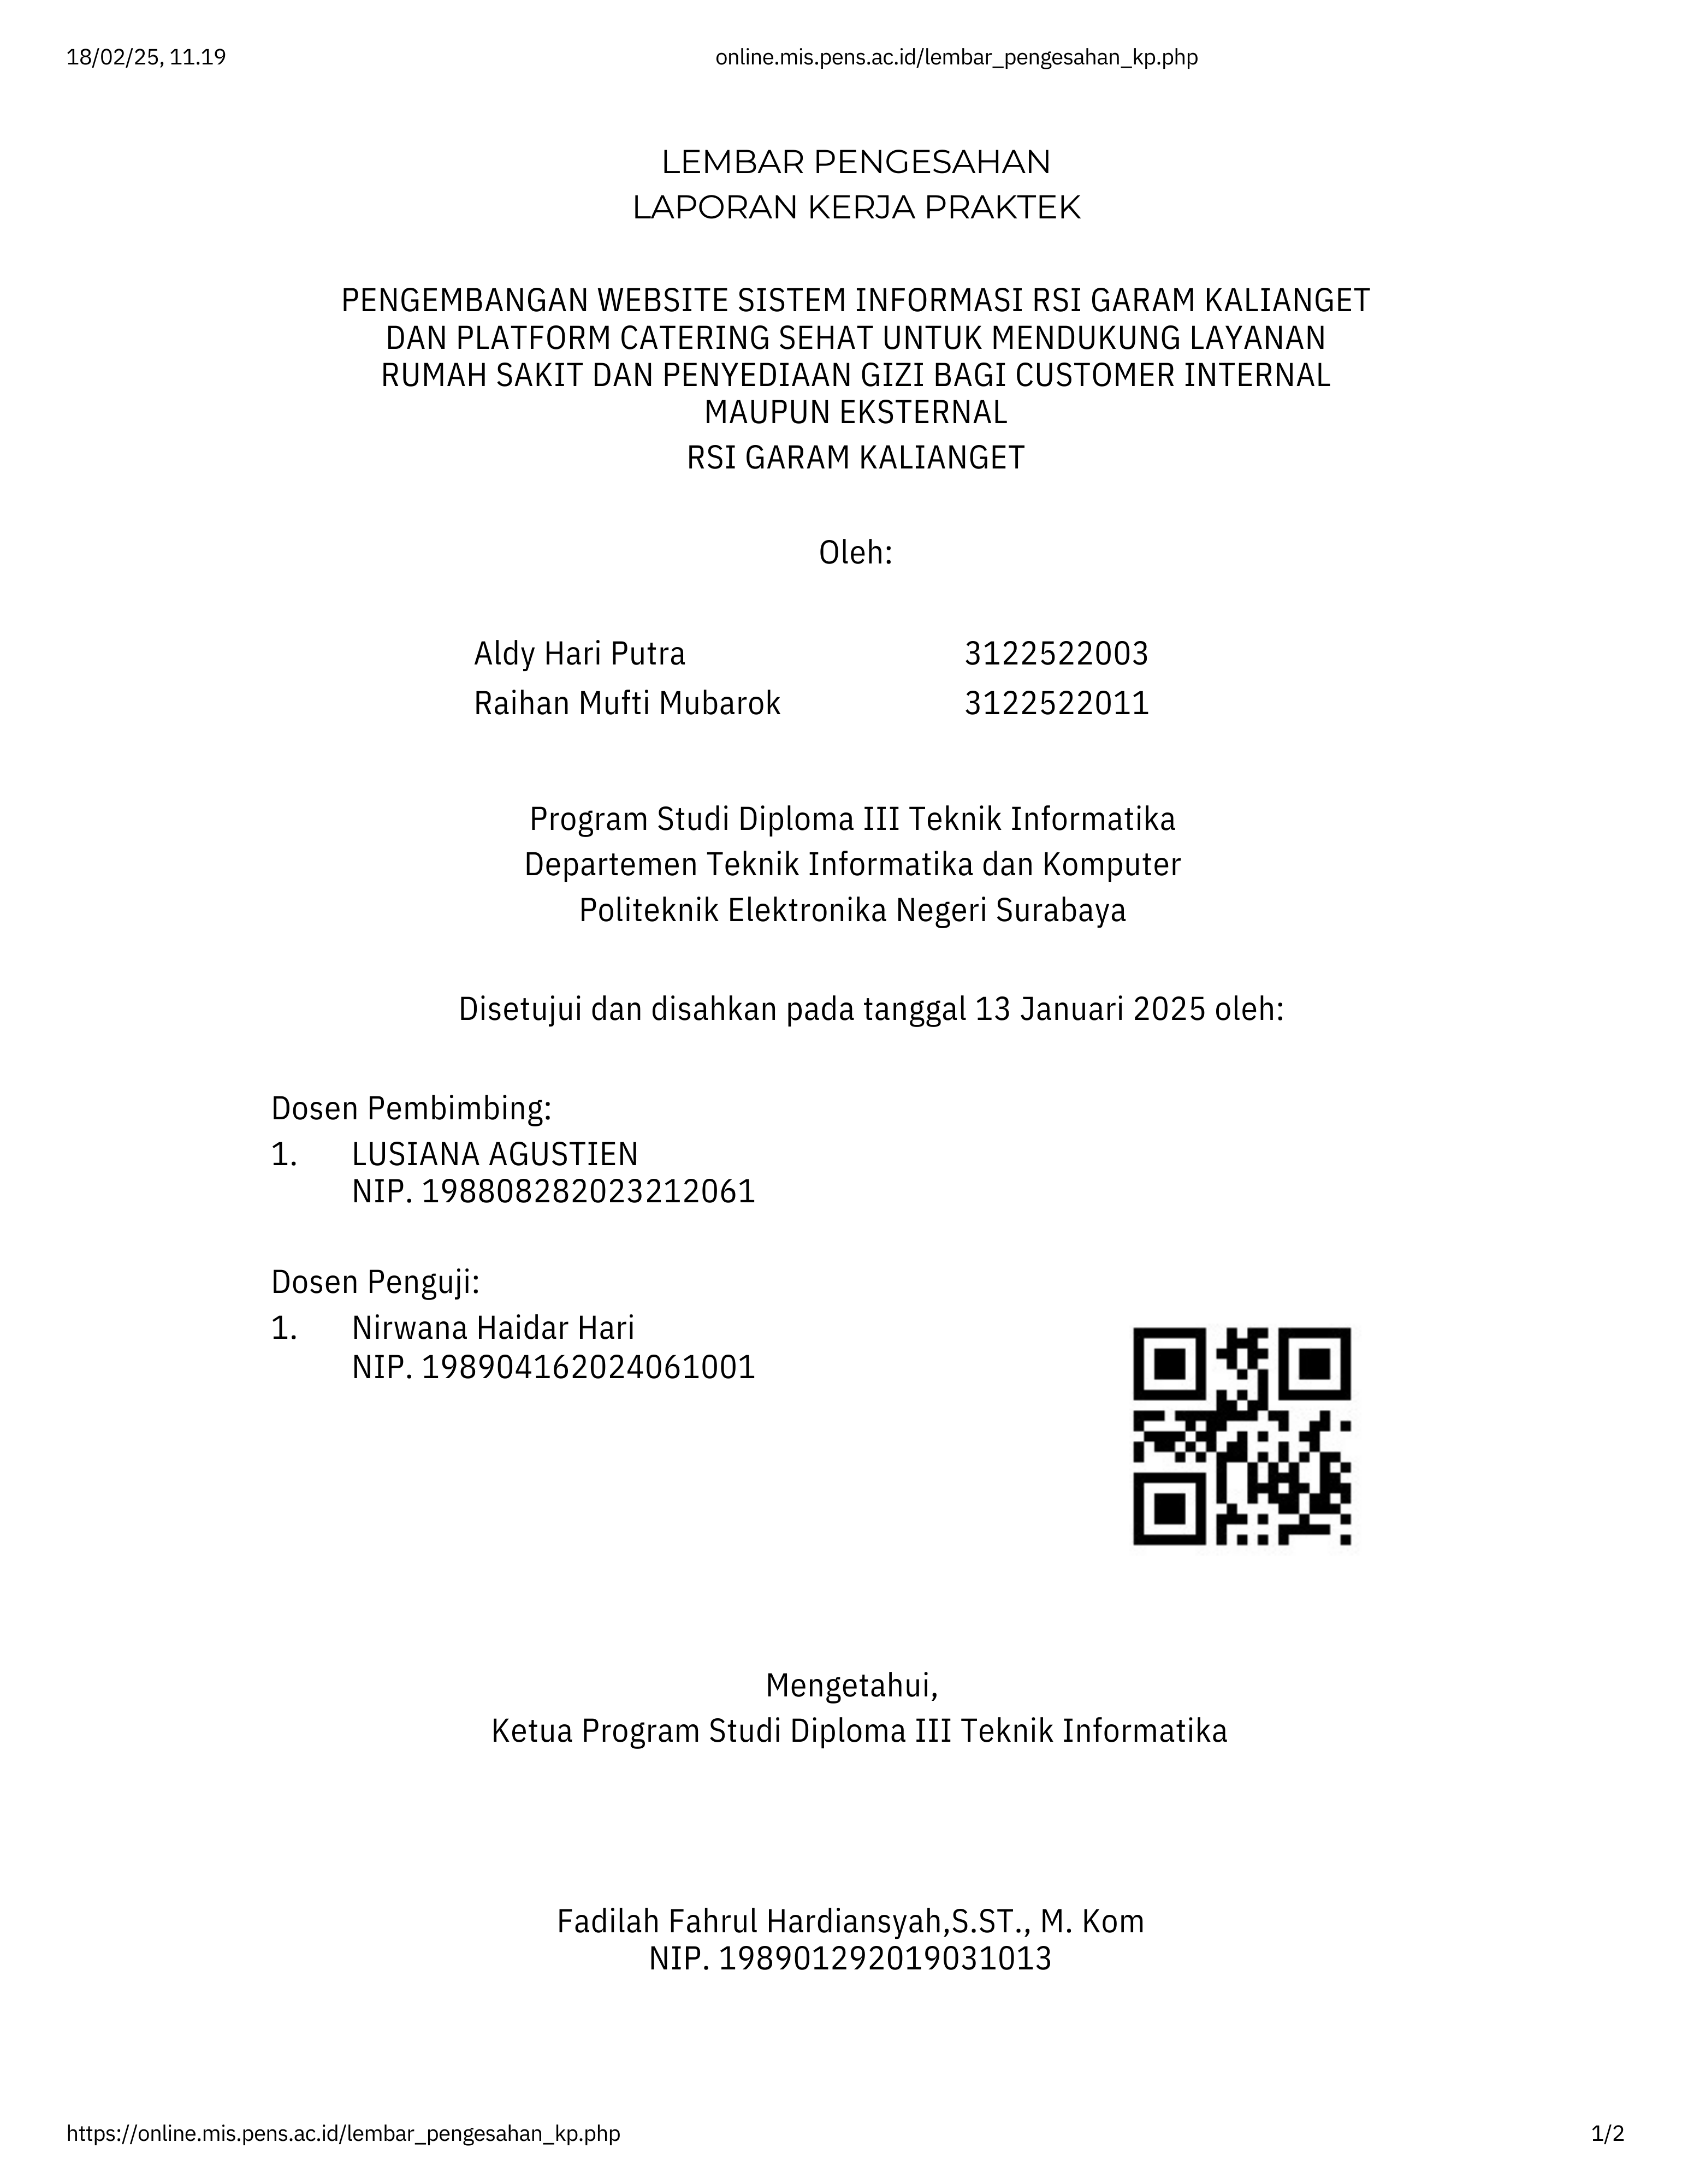 18/02/25, 11.19 online.mis.pens.ac.id/lembar_pengesahan_kp.php
LEMBAR PENGESAHAN
LAPORAN KERJA PRAKTEK
PENGEMBANGAN WEBSITE SISTEM INFORMASI RSI GARAM KALIANGET
DAN PLATFORM CATERING SEHAT UNTUK MENDUKUNG LAYANAN
RUMAH SAKIT DAN PENYEDIAAN GIZI BAGI CUSTOMER INTERNAL
MAUPUN EKSTERNAL
RSI GARAM KALIANGET
Oleh:
Aldy Hari Putra 3122522003
Raihan Mufti Mubarok 3122522011
Program Studi Diploma III Teknik Informatika
Departemen Teknik Informatika dan Komputer
Politeknik Elektronika Negeri Surabaya
Disetujui dan disahkan pada tanggal 13 Januari 2025 oleh:
Dosen Pembimbing:
1. LUSIANA AGUSTIEN
NIP. 198808282023212061
Dosen Penguji:
1. Nirwana Haidar Hari
NIP. 198904162024061001
Mengetahui,
Ketua Program Studi Diploma III Teknik Informatika
Fadilah Fahrul Hardiansyah,S.ST., M. Kom
NIP. 198901292019031013
https://online.mis.pens.ac.id/lembar_pengesahan_kp.php 1/2